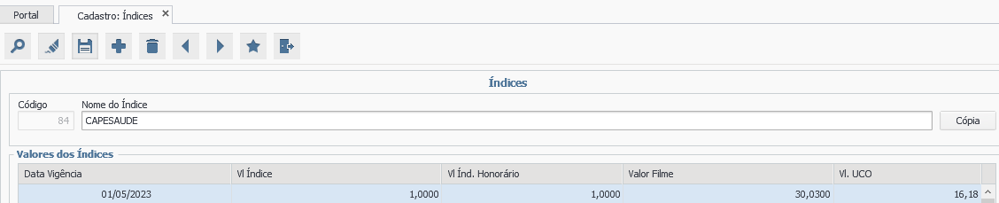 Portal
Cadastro: Índices
Índices
Código
Nome do Índice
84
CAPESAUDE
Cópia
Valores dos Índices
Data Vigência Vl Índice Vl Índ. Honorário Valor Filme Vl. UCO
01/05/2023 1,0000 1,0000 30,0300 16,18